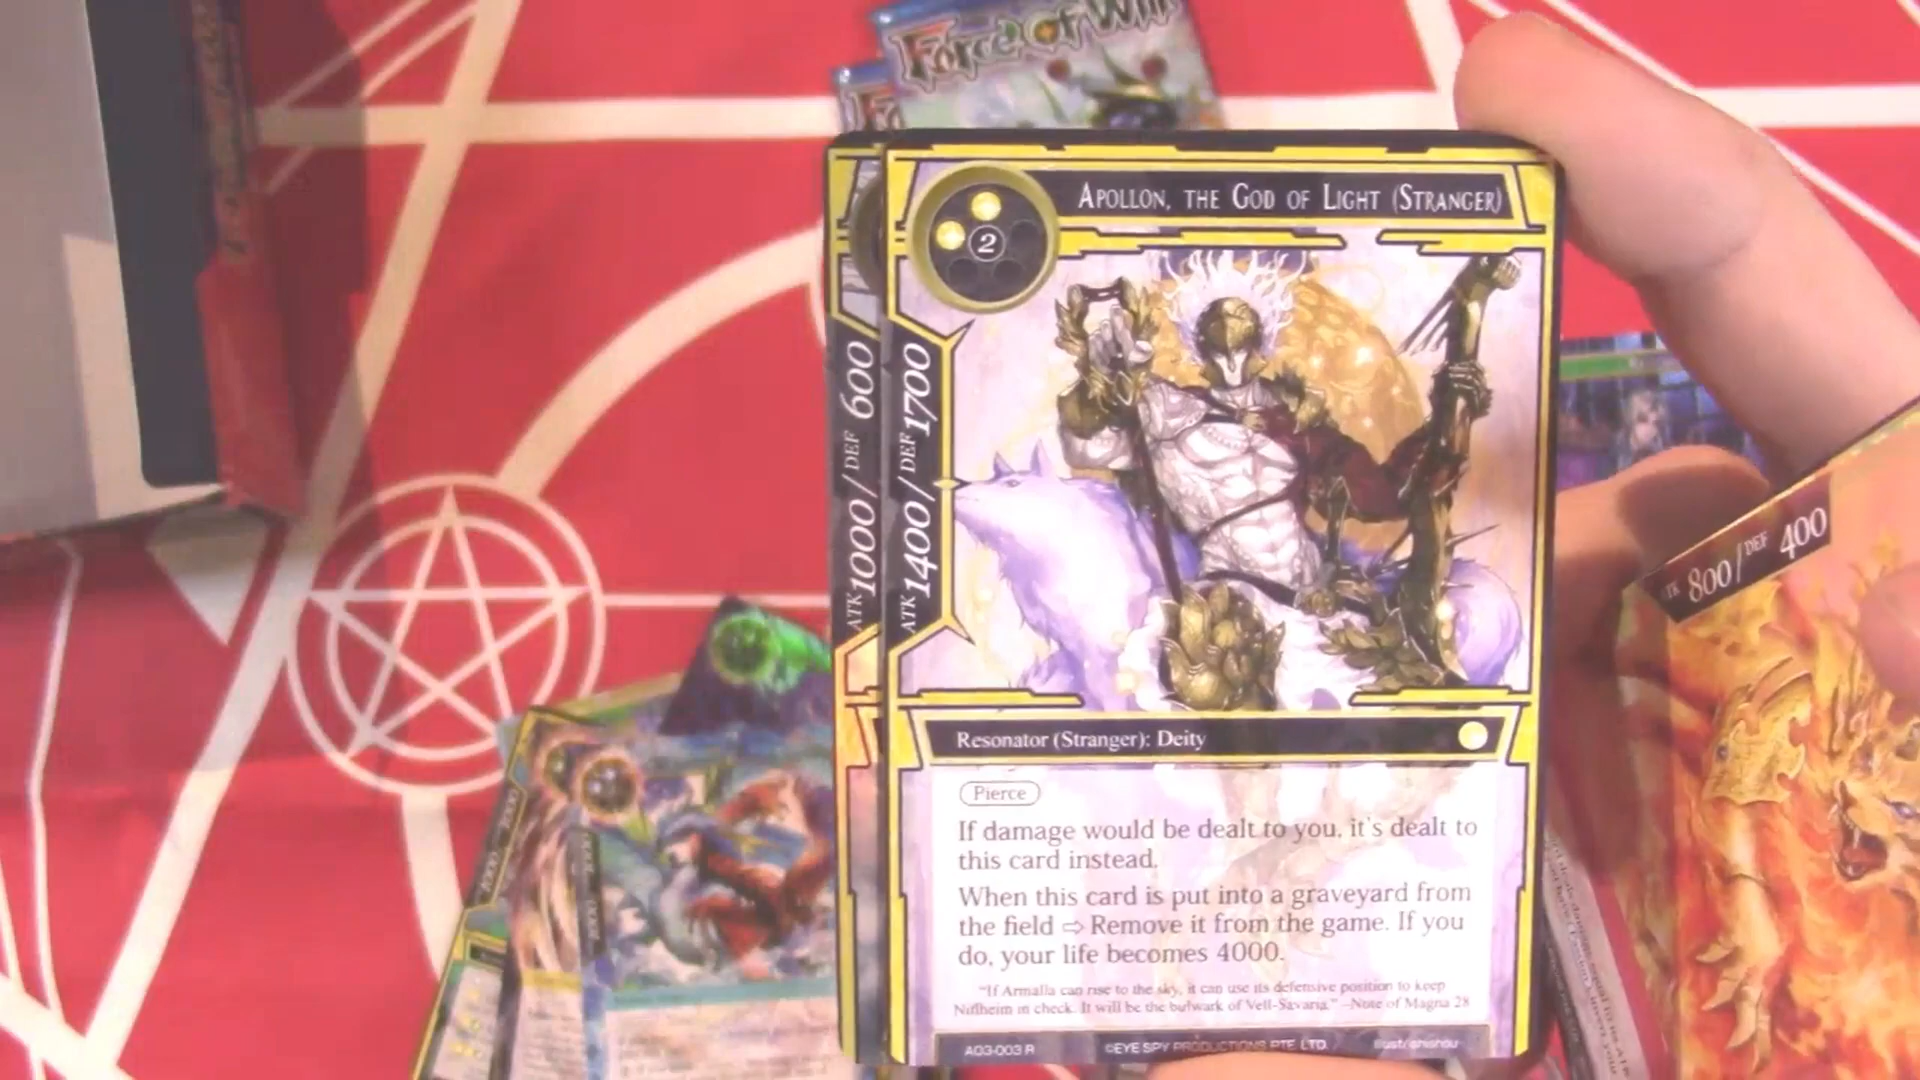 Force of Will
APOLLON, THE GOD OF LIGHT (STRANGER)
2
ATK 1000 / DEF 600
ATK 1400 / DEF 1700
ATK 800 / DEF 400
Resonator (Stranger): Deity
Pierce
If damage would be dealt to you, it's dealt to
this card instead.
When this card is put into a graveyard from
the field ⇨ Remove it from the game. If you
do, your life becomes 4000.
"If Armalla can rise to the sky, it can use its defensive position to keep
Niflheim in check. It will be the bulwark of Vell-Savaria." –Note of Magna 28
A03-003 R
©EYE SPY PRODUCTIONS PTE. LTD.